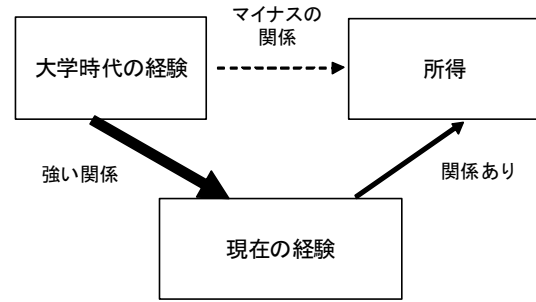 マイナスの
関係
大学時代の経験
所得
強い関係
関係あり
現在の経験